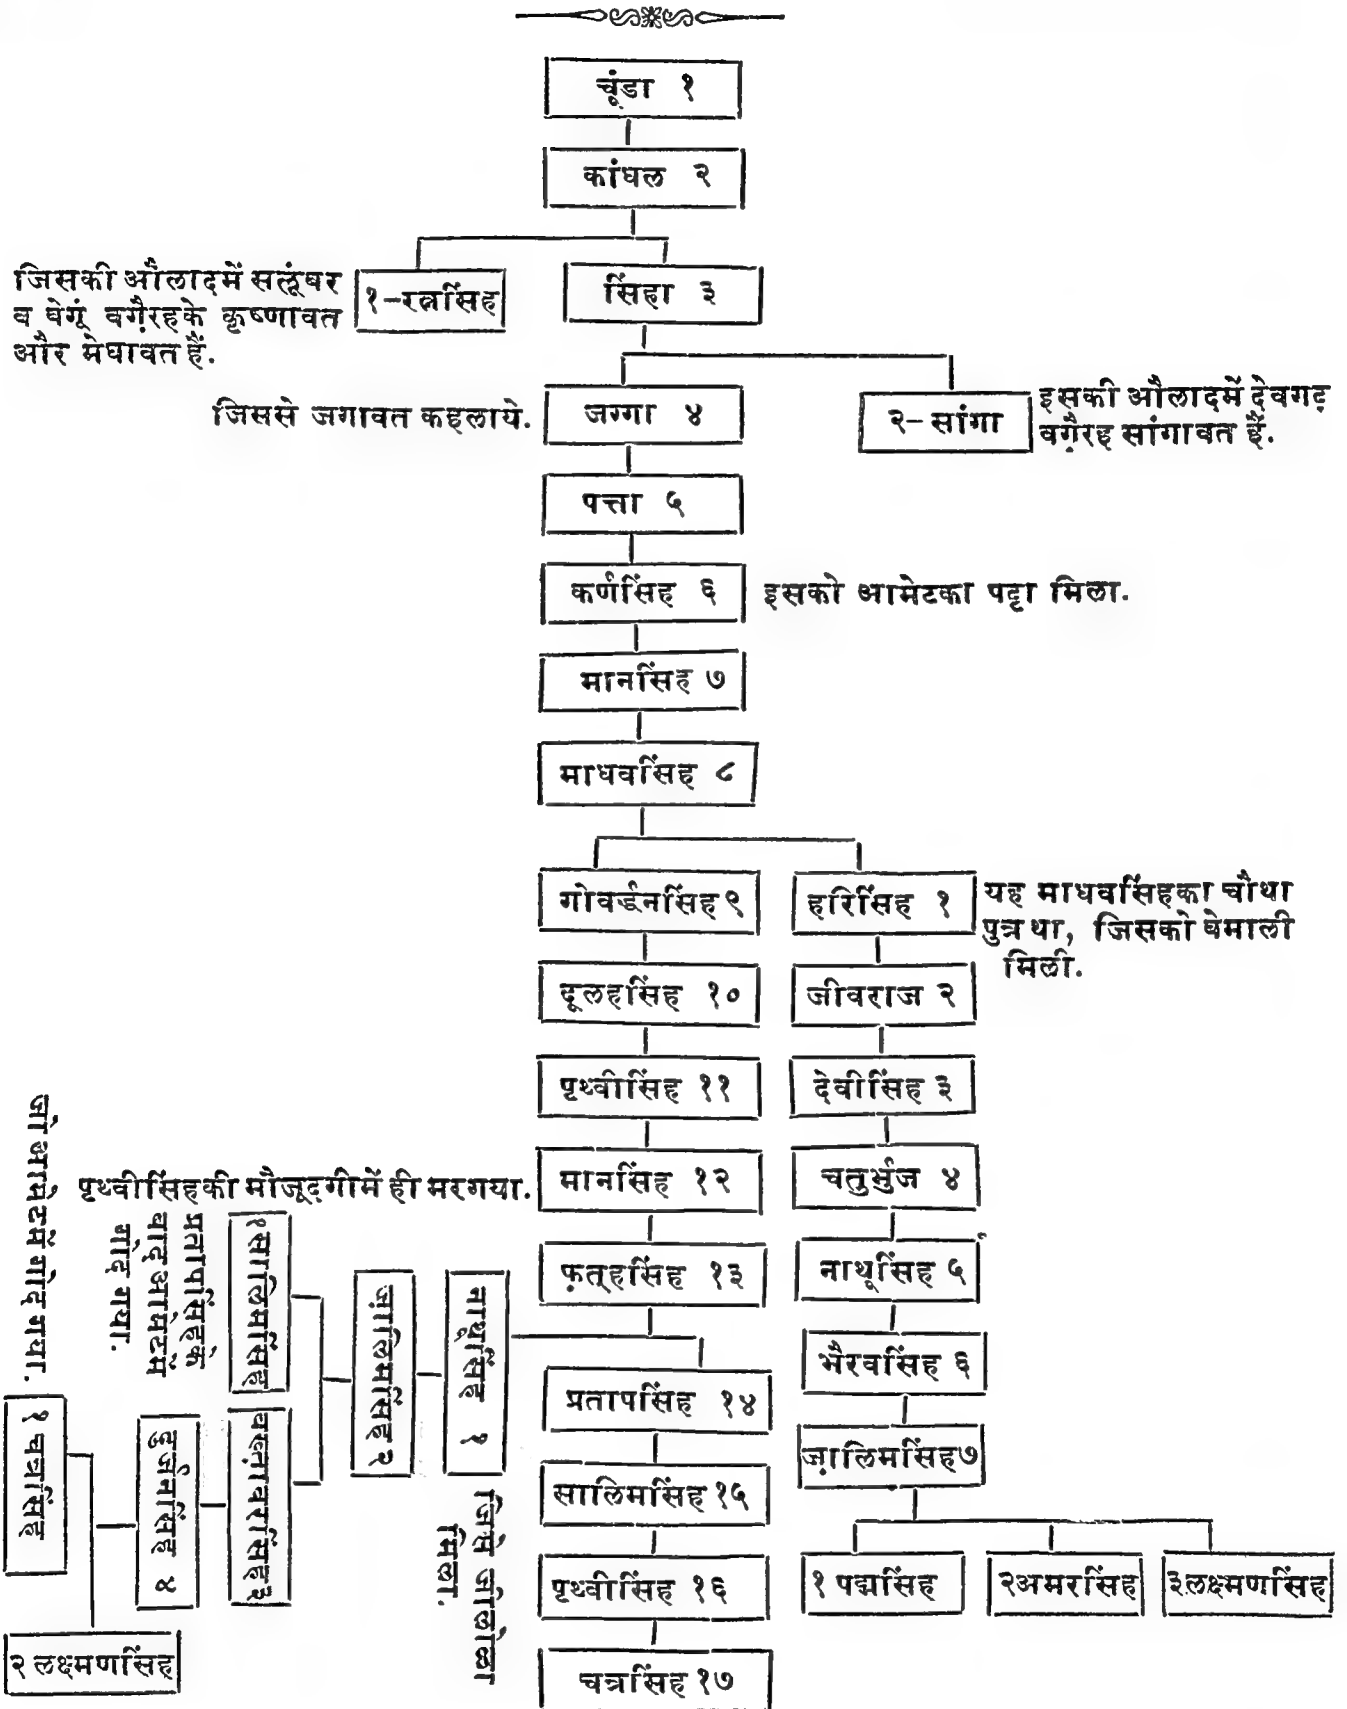 चूंडा १
कांधल २
जिसकी औलादमें सलूंबर
व बेगूं वगै़रहके कृष्णावत
और मेघावत हैं.
१-रत्नसिंह
सिंहा ३
जिससे जगावत कहलाये.
जग्गा ४
२- सांगा
इसकी औलादमें देवगढ़
वगै़रह सांगावत हैं.
पत्ता ५
कर्णसिंह ६
इसको आमेटका पट्टा मिला.
मानसिंह ७
माधवसिंह ८
गोवर्द्धनसिंह ९
हरिसिंह १
यह माधवसिंहका चौथा
पुत्र था, जिसको बेमाली
मिली.
दूलहसिंह १०
जीवराज २
पृथ्वीसिंह ११
देवीसिंह ३
पृथ्वीसिंहकी मौजूदगीमें ही मरगया.
मानसिंह १२
चतुर्भुज ४
फ़त्हसिंह १३
नाथूसिंह ५
नाथूसिंह १
जिसे जीलोळा
मिला.
ज़ालिमसिंह २
१सालिमसिंह
प्रतापसिंहके
बाद आमेटमें
गोद गया.
बख़्तावरसिंह ३
दुर्जनसिंह ४
१ चत्रसिंह
जो आमेटमें गोद गया.
२ लक्ष्मणसिंह
प्रतापसिंह १४
भैरवसिंह ६
सालिमसिंह १५
ज़ालिमसिंह ७
पृथ्वीसिंह १६
१ पद्मसिंह
२अमरसिंह
३लक्ष्मणसिंह
चत्रसिंह १७